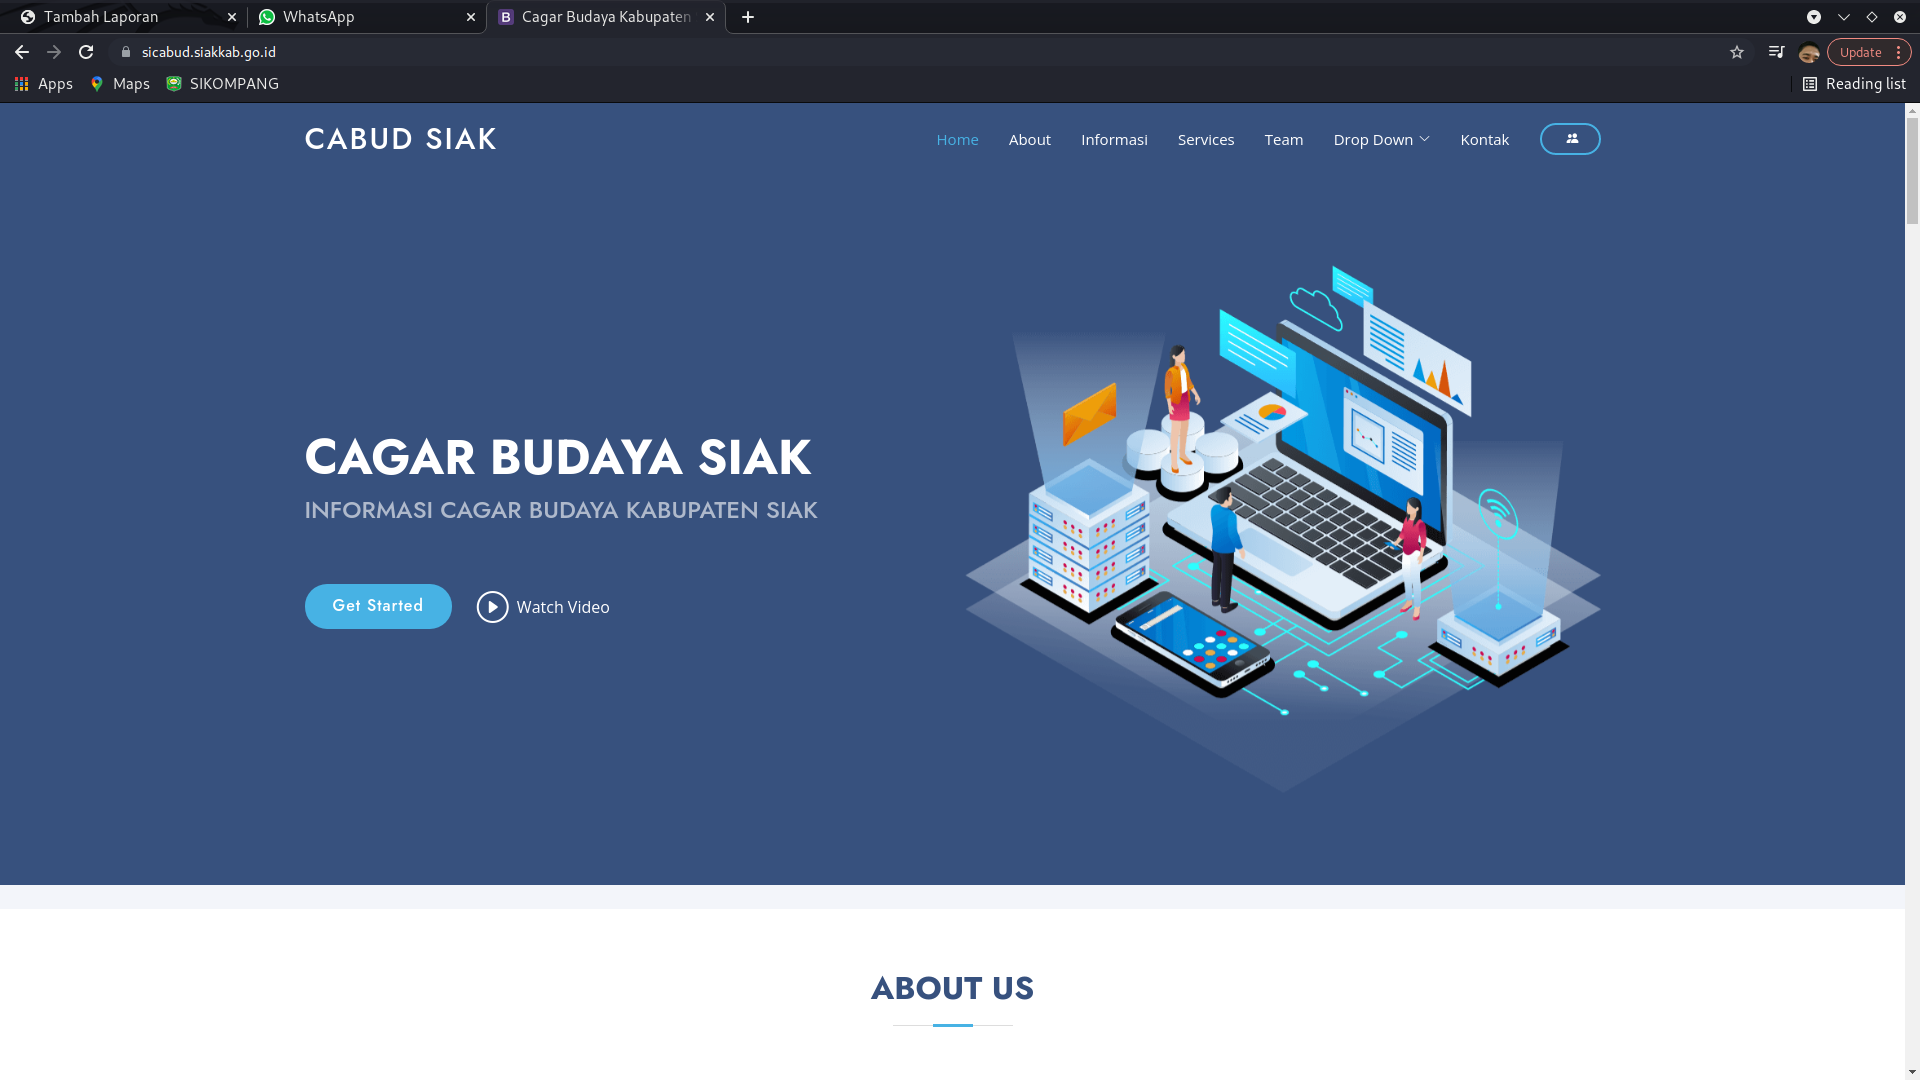 Tambah Laporan
WhatsApp
Cagar Budaya Kabupaten
sicabud.siakkab.go.id
Update
Apps
Maps
SIKOMPANG
Reading list
CABUD SIAK
Home
About
Informasi
Services
Team
Drop Down
Kontak
CAGAR BUDAYA SIAK
INFORMASI CAGAR BUDAYA KABUPATEN SIAK
Get Started
Watch Video
ABOUT US